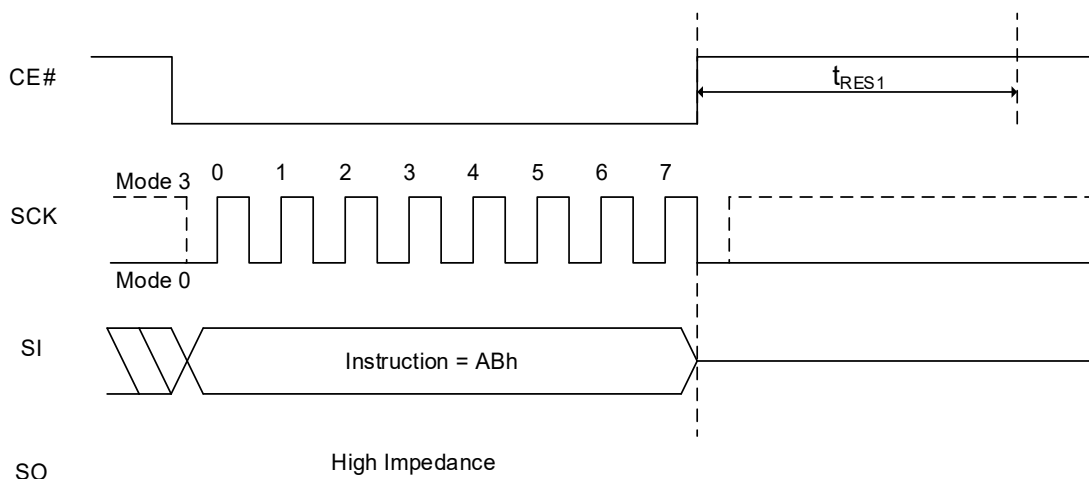 CE#
tRES1
0 1 2 3 4 5 6 7
Mode 3
SCK
Mode 0
SI
Instruction = ABh
High Impedance
SO